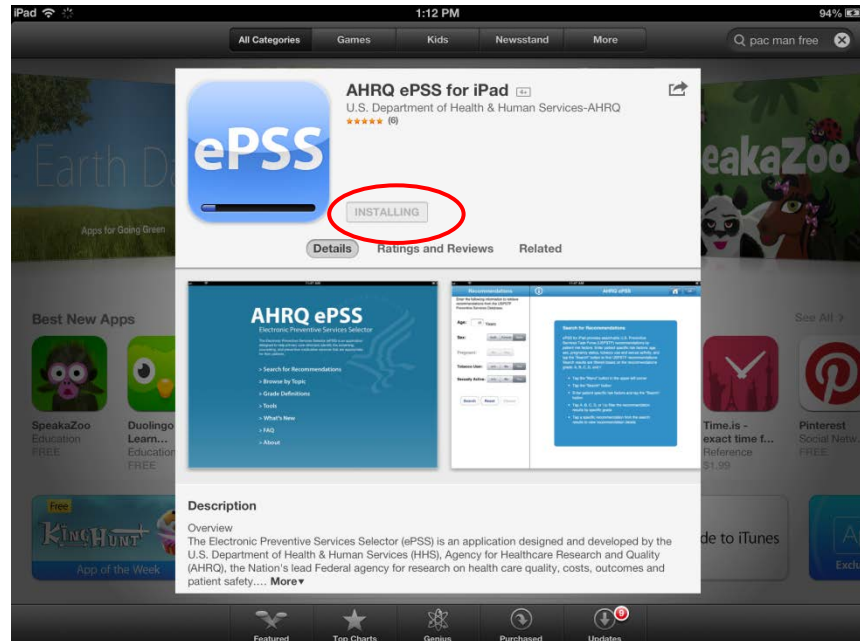 iPad
1:12 PM
94%
All Categories
Games
Kids
Newsstand
More
pac man free
Earth Da
Apps for Going Green
eakaZoo
ePSS
AHRQ ePSS for iPad 4+
U.S. Department of Health & Human Services-AHRQ
(6)
INSTALLING
Details
Ratings and Reviews
Related
AHRQ ePSS
Electronic Preventive Services Selector
> Search for Recommendations
> Browse by Topic
> Grade Definitions
> Tools
> What's New
> FAQ
> About
Recommendations
AHRQ ePSS
Age:
Years
Sex:
Pregnant:
Tobacco User:
Sexually Active:
Search
Reset
Search for Recommendations
Best New Apps
See All >
SpeakaZoo
Education
FREE
Duolingo
Learn...
Education
FREE
Time.is -
exact time f...
Reference
$1.99
Pinterest
Social Netw
FREE
Free
KingHunt
App of the Week
de to iTunes
A
Exclu
Description
Overview
The Electronic Preventive Services Selector (ePSS) is an application designed and developed by the
U.S. Department of Health & Human Services (HHS), Agency for Healthcare Research and Quality
(AHRQ), the Nation's lead Federal agency for research on health care quality, costs, outcomes and
patient safety.... More▼
Featured
Top Charts
Genius
Purchased
Updates
9